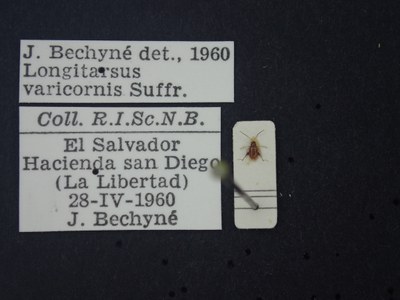 J. Bechyné det., 1960
Longitarsus
varicornis Suffr.
Coll. R.I.Sc.N.B.
El Salvador
Hacienda san Diego
(La Libertad)
28-IV-1960
J. Bechyné